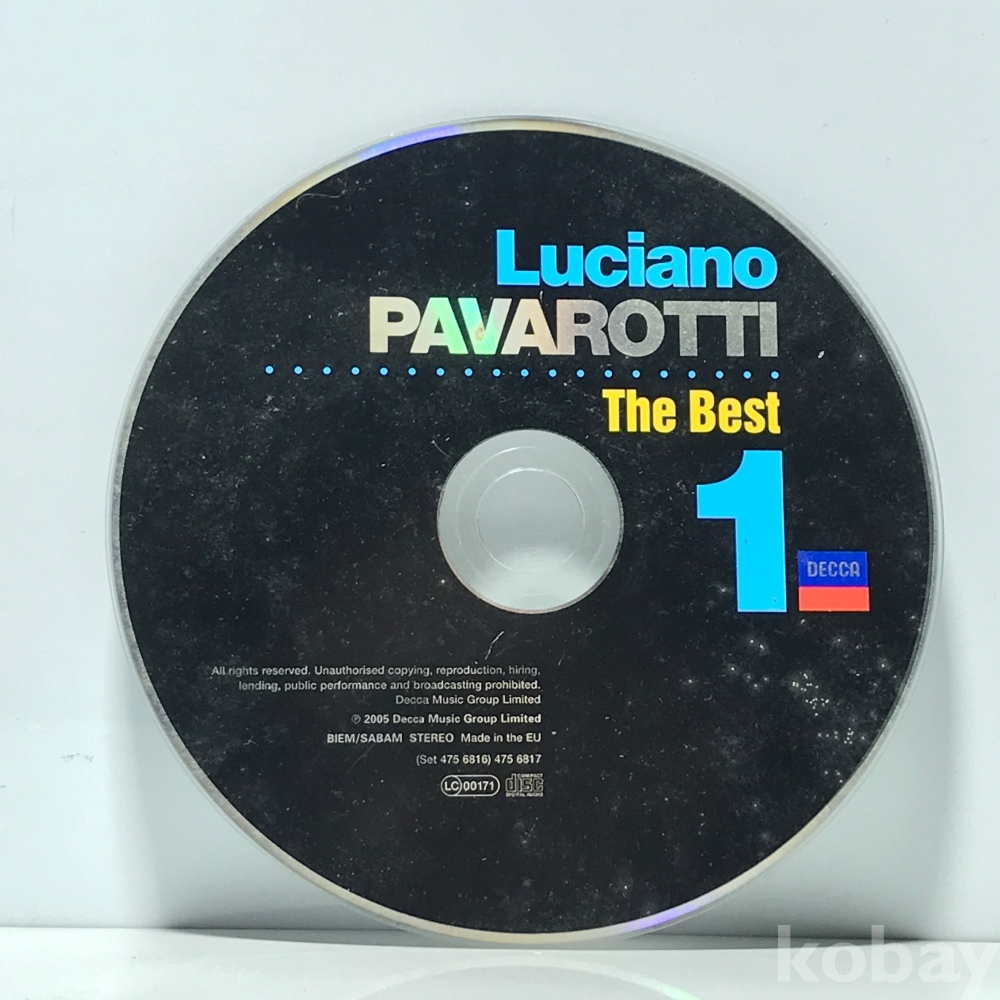 Luciano
PAVAROTTI
The Best
1
DECCA
All rights reserved. Unauthorised copying, reproduction, hiring,
lending, public performance and broadcasting prohibited.
Decca Music Group Limited
℗ 2005 Decca Music Group Limited
BIEM/SABAM STEREO Made in the EU
(Set 475 6816) 475 6817
LC 00171 COMPACT disc DIGITAL AUDIO
kobay